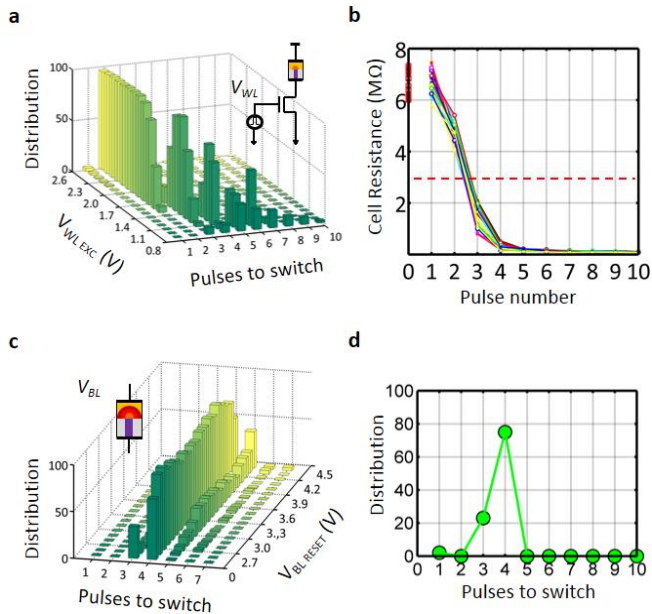 a
Distribution
100
50
0
2.6
2.3
2.0
1.7
1.4
1.1
0.8
V_WL EXC (V)
1 2 3 4 5 6 7 8 9 10
Pulses to switch
V_WL
b
Cell Resistance (MΩ)
8
6
4
2
0 1 2 3 4 5 6 7 8 9 10
Pulse number
c
V_BL
Distribution
100
50
0
1 2 3 4 5 6 7
Pulses to switch
0
2.7
3.0
3.,3
3.6
3.9
4.2
4.5
V_BL RESET (V)
d
Distribution
100
80
60
40
20
0
0 1 2 3 4 5 6 7 8 9 10
Pulses to switch